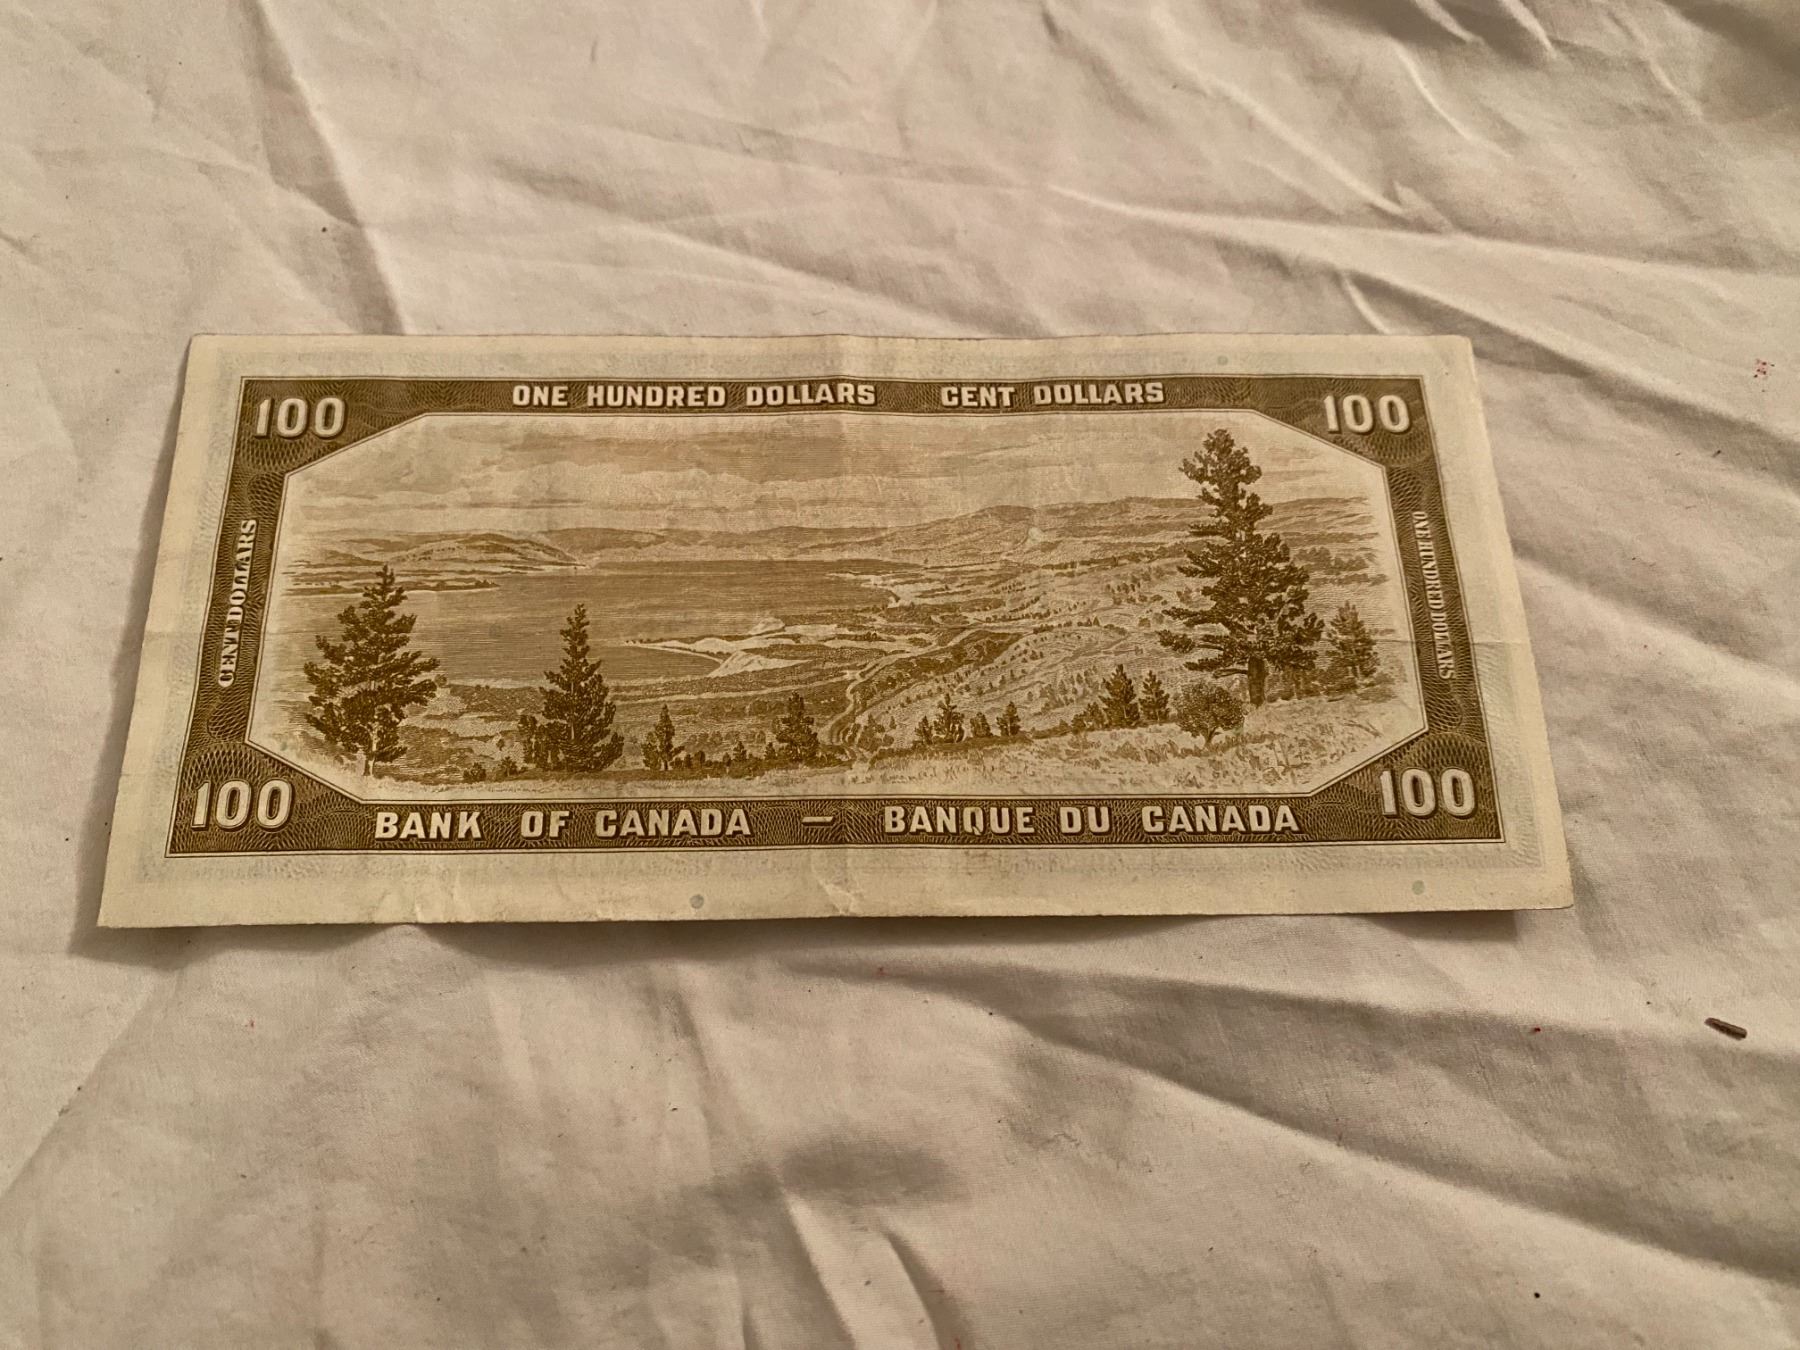 ONE HUNDRED DOLLARS CENT DOLLARS
100
100
CENT DOLLARS
ONE HUNDRED DOLLARS
100
100
BANK OF CANADA — BANQUE DU CANADA